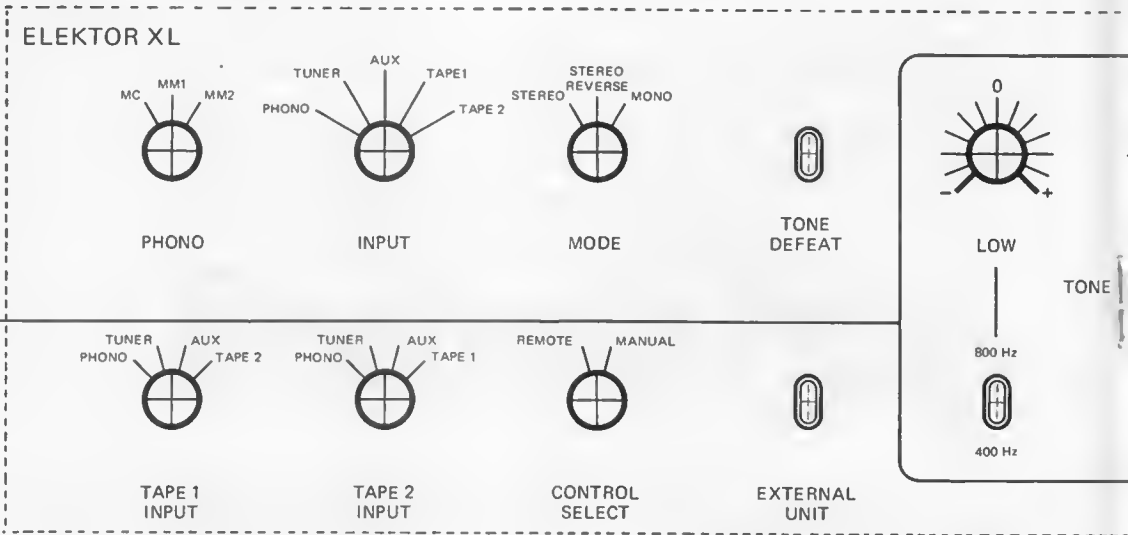 ELEKTOR XL
MC MM1 MM2
PHONO
PHONO TUNER AUX TAPE1 TAPE 2
INPUT
STEREO STEREO REVERSE MONO
MODE
TONE
DEFEAT
0
- +
LOW
TONE
800 Hz
400 Hz
PHONO TUNER AUX TAPE 2
TAPE 1
INPUT
PHONO TUNER AUX TAPE 1
TAPE 2
INPUT
REMOTE MANUAL
CONTROL
SELECT
EXTERNAL
UNIT